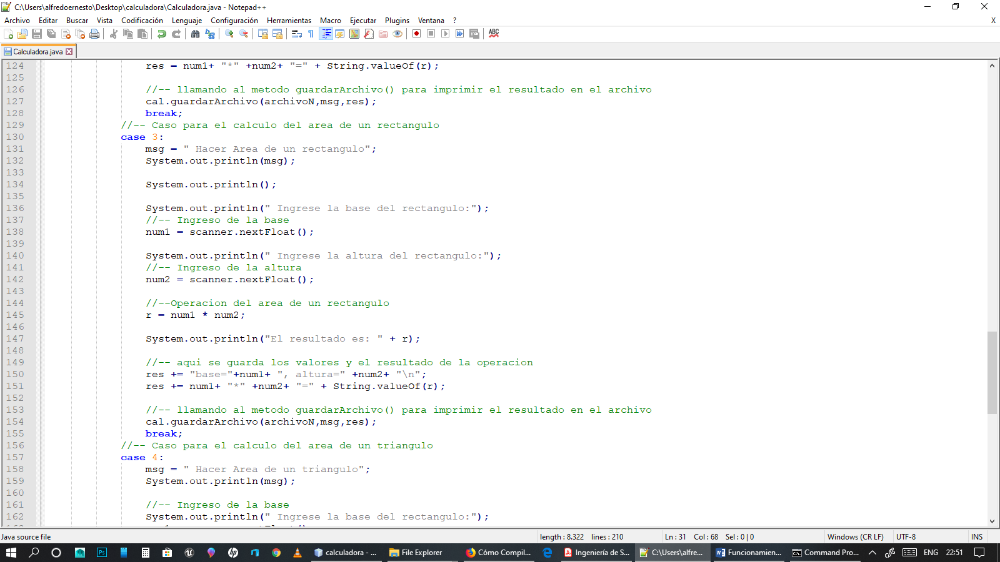 C:\Users\alfredoernesto\Desktop\calculadora\Calculadora.java - Notepad++
Archivo Editar Buscar Vista Codificación Lenguaje Configuración Herramientas Macro Ejecutar Plugins Ventana ? X
ABC
Calculadora.java
124 res = num1+ "*" +num2+ "=" + String.valueOf(r);
125
126 //-- llamando al metodo guardarArchivo() para imprimir el resultado en el archivo
127 cal.guardarArchivo(archivoN,msg,res);
128 break;
129 //-- Caso para el calculo del area de un rectangulo
130 case 3:
131 msg = " Hacer Area de un rectangulo";
132 System.out.println(msg);
133
134 System.out.println();
135
136 System.out.println(" Ingrese la base del rectangulo:");
137 //-- Ingreso de la base
138 num1 = scanner.nextFloat();
139
140 System.out.println(" Ingrese la altura del rectangulo:");
141 //-- Ingreso de la altura
142 num2 = scanner.nextFloat();
143
144 //--Operacion del area de un rectangulo
145 r = num1 * num2;
146
147 System.out.println("El resultado es: " + r);
148
149 //-- aqui se guarda los valores y el resultado de la operacion
150 res += "base="+num1+ ", altura=" +num2+ "\n";
151 res += num1+ "*" +num2+ "=" + String.valueOf(r);
152
153 //-- llamando al metodo guardarArchivo() para imprimir el resultado en el archivo
154 cal.guardarArchivo(archivoN,msg,res);
155 break;
156 //-- Caso para el calculo del area de un triangulo
157 case 4:
158 msg = " Hacer Area de un triangulo";
159 System.out.println(msg);
160
161 //-- Ingreso de la base
162 System.out.println(" Ingrese la base del rectangulo:");
Java source file length : 8.322 lines : 210 Ln : 31 Col : 68 Sel : 0 | 0 Windows (CR LF) UTF-8 INS
Ps hp calculadora - ... File Explorer Cómo Compil... Ingeniería de S... C:\Users\alfre... Funcionamien... Command Pro... ENG 22:51